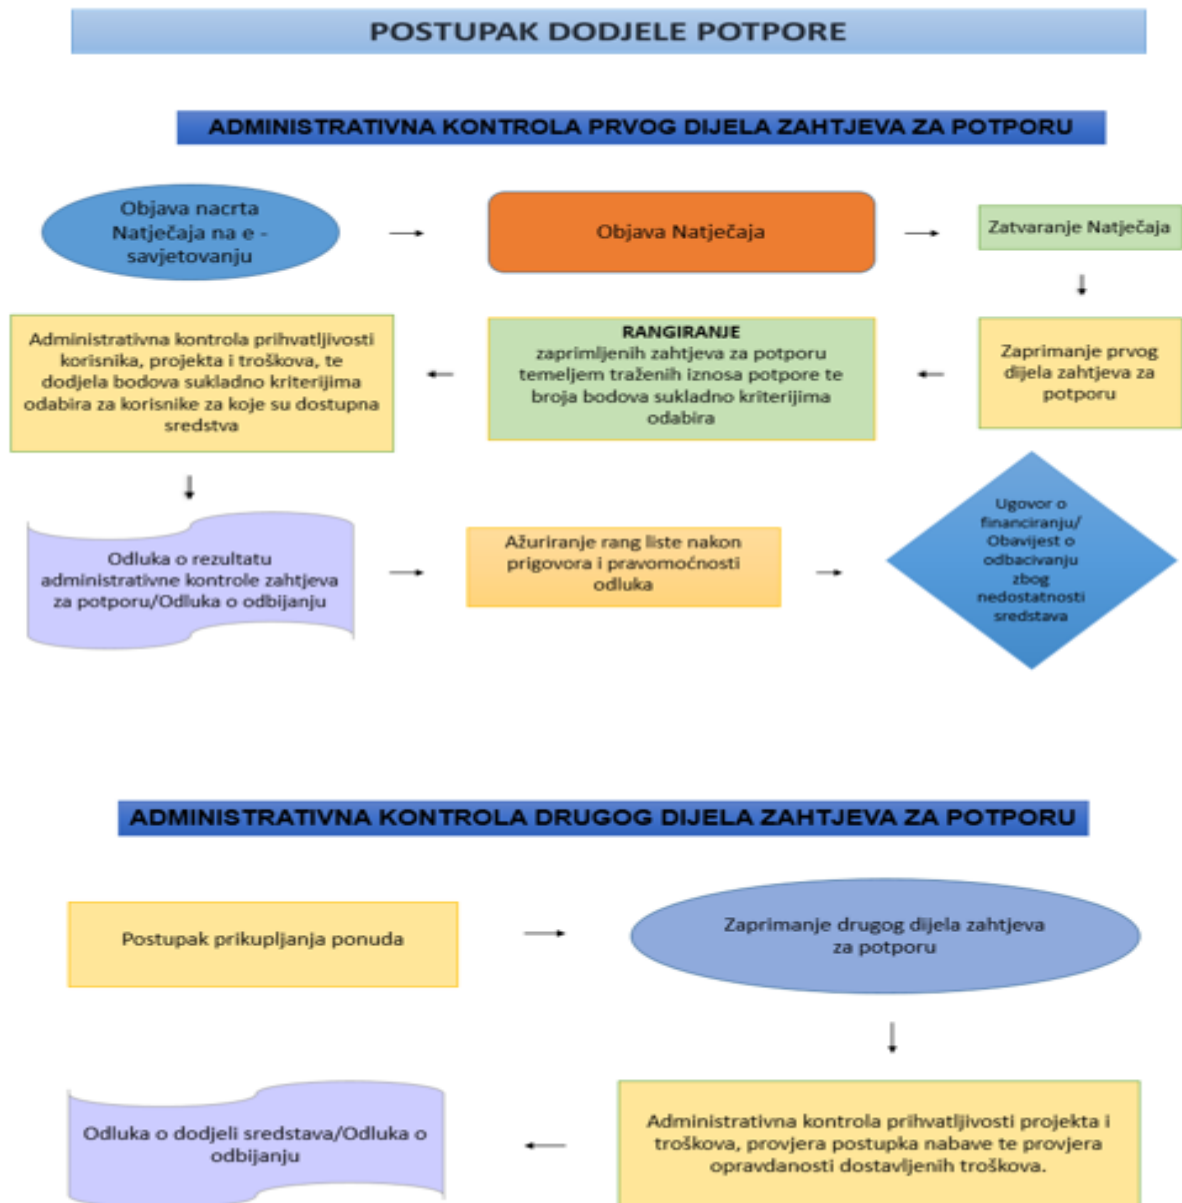 POSTUPAK DODJELE POTPORE
ADMINISTRATIVNA KONTROLA PRVOG DIJELA ZAHTJEVA ZA POTPORU
Objava nacrta
Natječaja na e -
savjetovanju
Objava Natječaja
Zatvaranje Natječaja
Zaprimanje prvog
dijela zahtjeva za
potporu
RANGIRANJE
zaprimljenih zahtjeva za potporu
temeljem traženih iznosa potpore te
broja bodova sukladno kriterijima
odabira
Administrativna kontrola prihvatljivosti
korisnika, projekta i troškova, te
dodjela bodova sukladno kriterijima
odabira za korisnike za koje su dostupna
sredstva
Odluka o rezultatu
administrativne kontrole zahtjeva
za potporu/Odluka o odbijanju
Ažuriranje rang liste nakon
prigovora i pravomoćnosti
odluka
Ugovor o
financiranju/
Obavijest o
odbacivanju
zbog
nedostatnosti
sredstava
ADMINISTRATIVNA KONTROLA DRUGOG DIJELA ZAHTJEVA ZA POTPORU
Postupak prikupljanja ponuda
Zaprimanje drugog dijela zahtjeva
za potporu
Administrativna kontrola prihvatljivosti projekta i
troškova, provjera postupka nabave te provjera
opravdanosti dostavljenih troškova.
Odluka o dodjeli sredstava/Odluka o
odbijanju